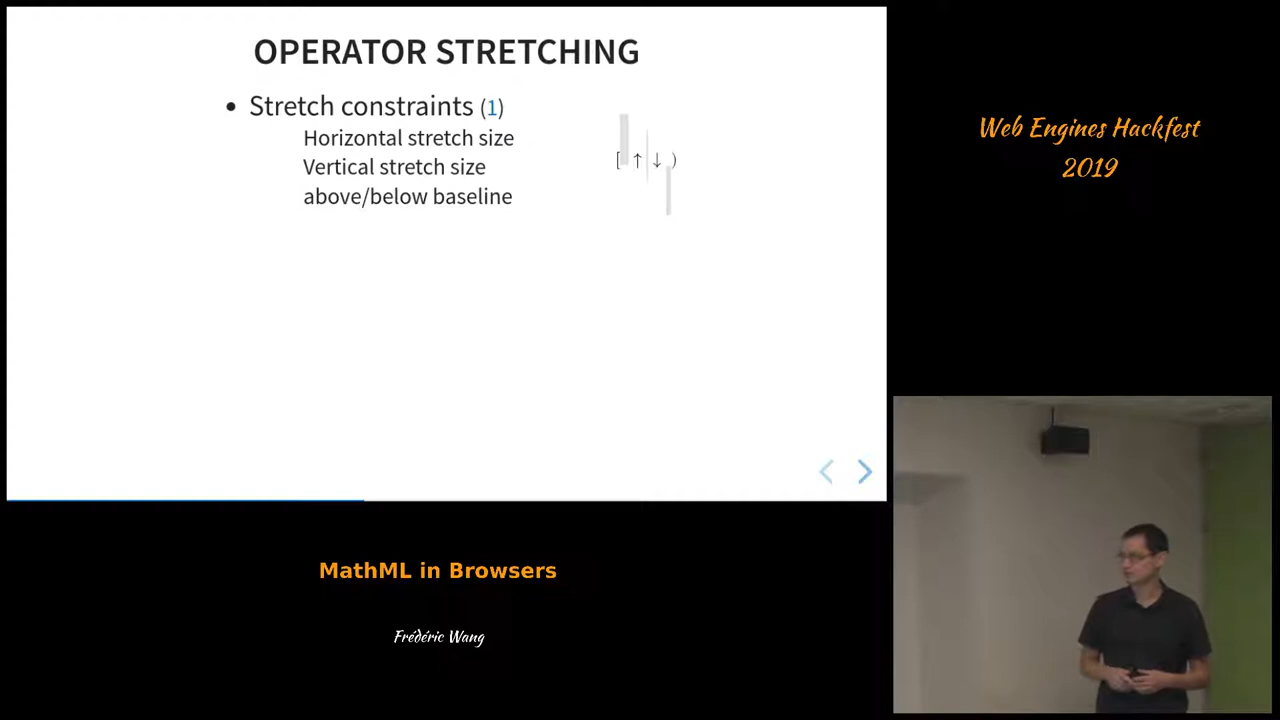 OPERATOR STRETCHING
• Stretch constraints (1)
Horizontal stretch size
Vertical stretch size
above/below baseline
[ ↑ ↓ )
Web Engines Hackfest
2019
MathML in Browsers
Frédéric Wang